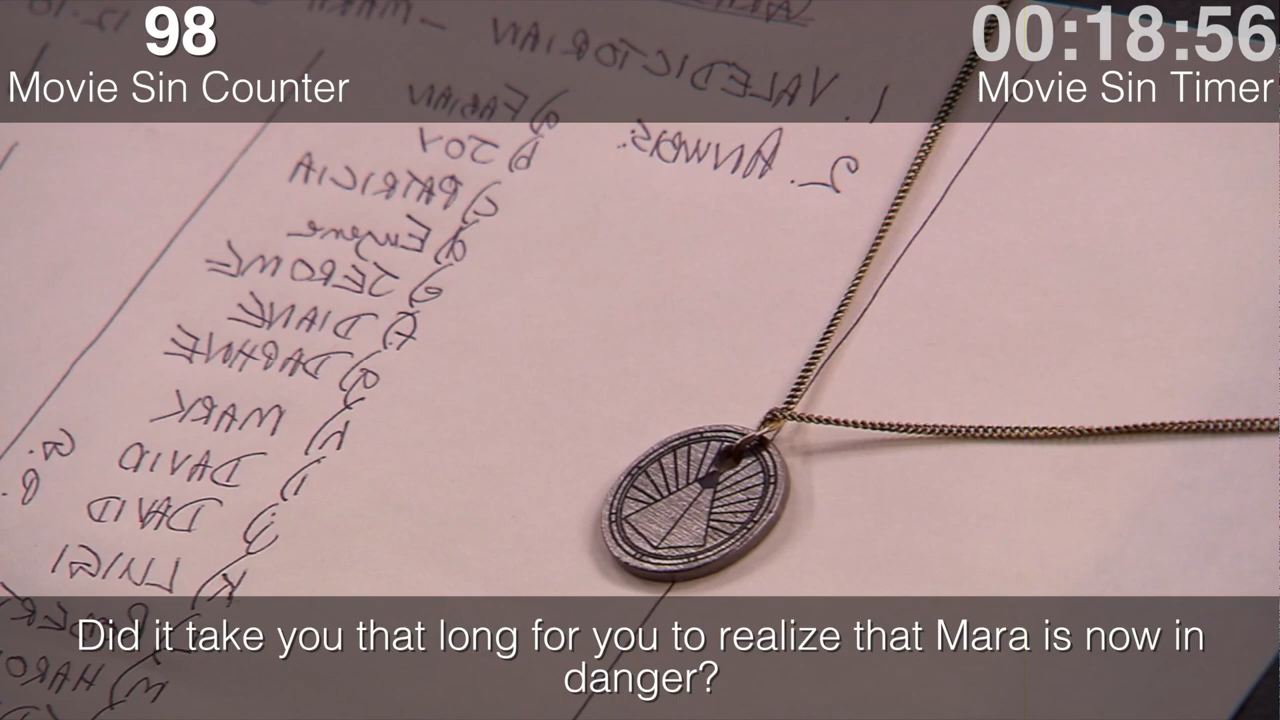 98
Movie Sin Counter
00:18:56
Movie Sin Timer
1. VALEDICTORIAN –
2. ANUBIS:
a) FABIAN
b) JOY
c) PATRICIA
d) Eugene
e) JEROME
f) DIANE
g) DAPHNE
h) MARK
i) DAVID G.
j) DAVID
k) LUIGI
m)
Did it take you that long for you to realize that Mara is now in
danger?